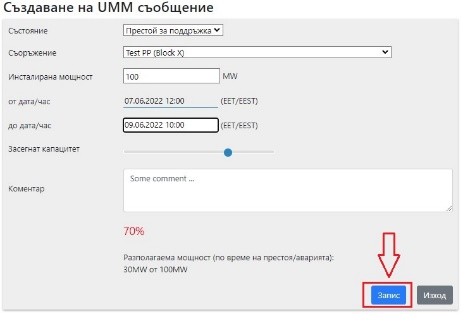 Създаване на UMM съобщение
Състояние Престой за поддръжка
Съоръжение Test PP (Block X)
Инсталирана мощност 100 MW
от дата/час 07.06.2022 12:00 (EET/EEST)
до дата/час 09.06.2022 10:00 (EET/EEST)
Засегнат капацитет
Коментар Some comment ...
70%
Разполагаема мощност (по време на престоя/аварията):
30MW от 100MW
Запис Изход